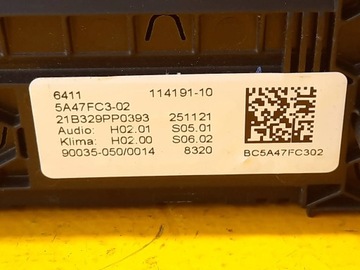 6411 114191-10
5A47FC3-02
21B329PP0393 251121
Audio: H02.01 S05.01
Klima: H02.00 S06.02
90035-050/0014 8320
BC5A47FC302